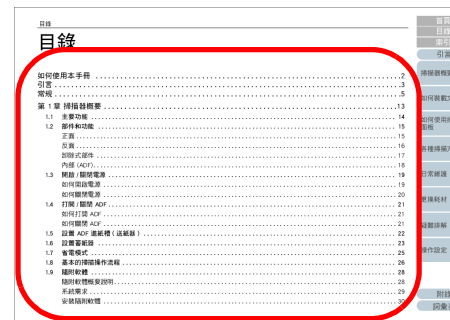 目錄
目錄
如何使用本手冊 ........ 2
引言 ........ 3
常規 ........ 5
第 1 章 掃描器概要 ........ 13
1.1 主要功能 ........ 14
1.2 部件和功能 ........ 15
正面 ........ 15
反面 ........ 16
卸除式部件 ........ 17
內部 (ADF) ........ 18
1.3 開啟 / 關閉電源 ........ 19
如何開啟電源 ........ 19
如何關閉電源 ........ 20
1.4 打開 / 關閉 ADF ........ 21
如何打開 ADF ........ 21
如何關閉 ADF ........ 21
1.5 設置 ADF 進紙槽 ( 送紙器 ) ........ 22
1.6 設置蓄紙器 ........ 23
1.7 省電模式 ........ 25
1.8 基本的掃描操作流程 ........ 26
1.9 隨附軟體 ........ 28
隨附軟體概要說明 ........ 28
系統需求 ........ 29
安裝隨附軟體 ........ 30
首頁
目錄
索引
引言
掃描器概要
如何裝載文
如何使用操
面板
各種掃描方
日常維護
更換耗材
疑難排解
操作設定
附錄
詞彙